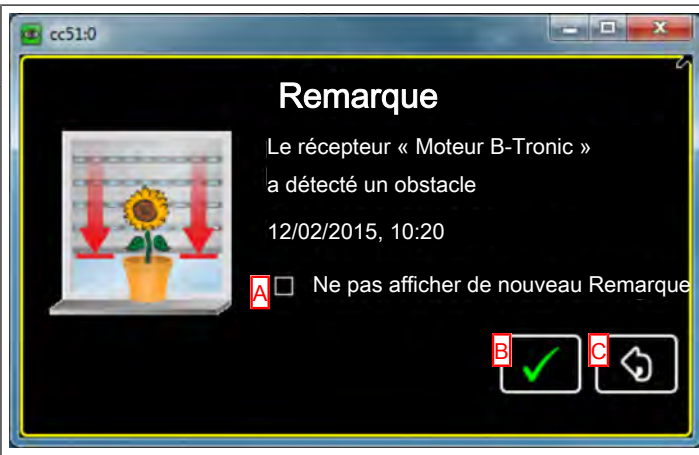 cc51:0
Remarque
Le récepteur « Moteur B-Tronic »
a détecté un obstacle
12/02/2015, 10:20
A Ne pas afficher de nouveau Remarque
B C